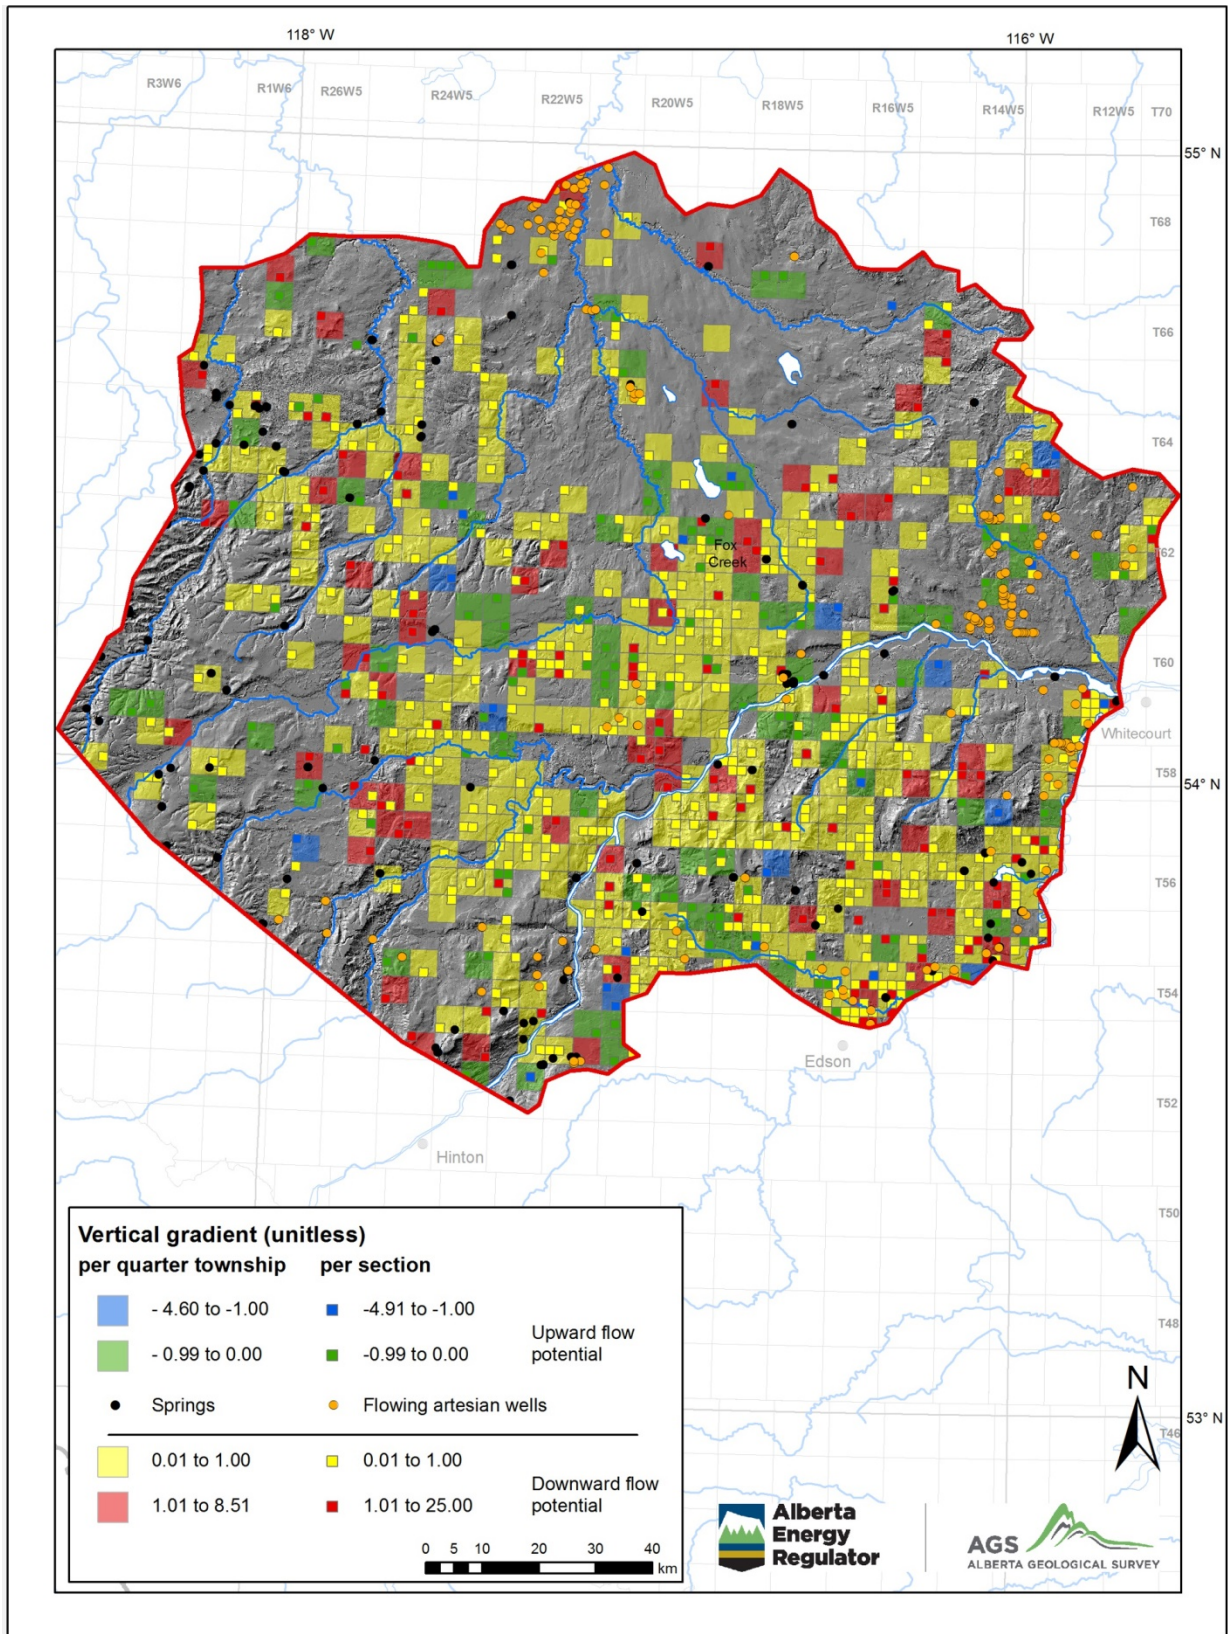 118° W
116° W
R3W6
R1W6
R26W5
R24W5
R22W5
R20W5
R18W5
R16W5
R14W5
R12W5
T70
55° N
T68
T66
T64
Fox
Creek
T62
T60
Whitecourt
T58
54° N
T56
T54
Edson
T52
Hinton
T50
T48
T46
53° N
N
Vertical gradient (unitless)
per quarter township per section
- 4.60 to -1.00 -4.91 to -1.00
- 0.99 to 0.00 -0.99 to 0.00
Upward flow
potential
Springs Flowing artesian wells
0.01 to 1.00 0.01 to 1.00
1.01 to 8.51 1.01 to 25.00
Downward flow
potential
0 5 10 20 30 40
km
Alberta
Energy
Regulator
AGS
ALBERTA GEOLOGICAL SURVEY